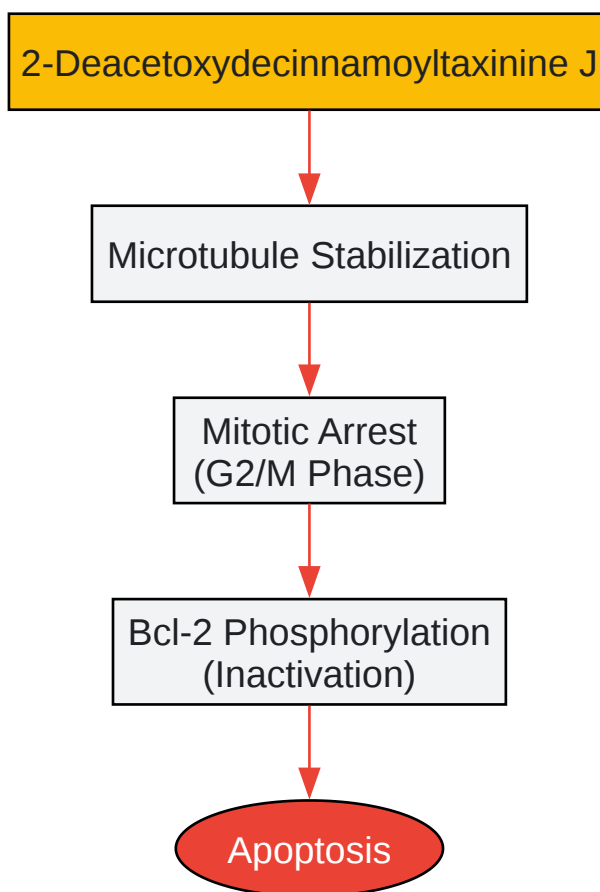 2-Deacetoxydecinnamoyltaxinine J
Microtubule Stabilization
Mitotic Arrest
(G2/M Phase)
Bcl-2 Phosphorylation
(Inactivation)
Apoptosis